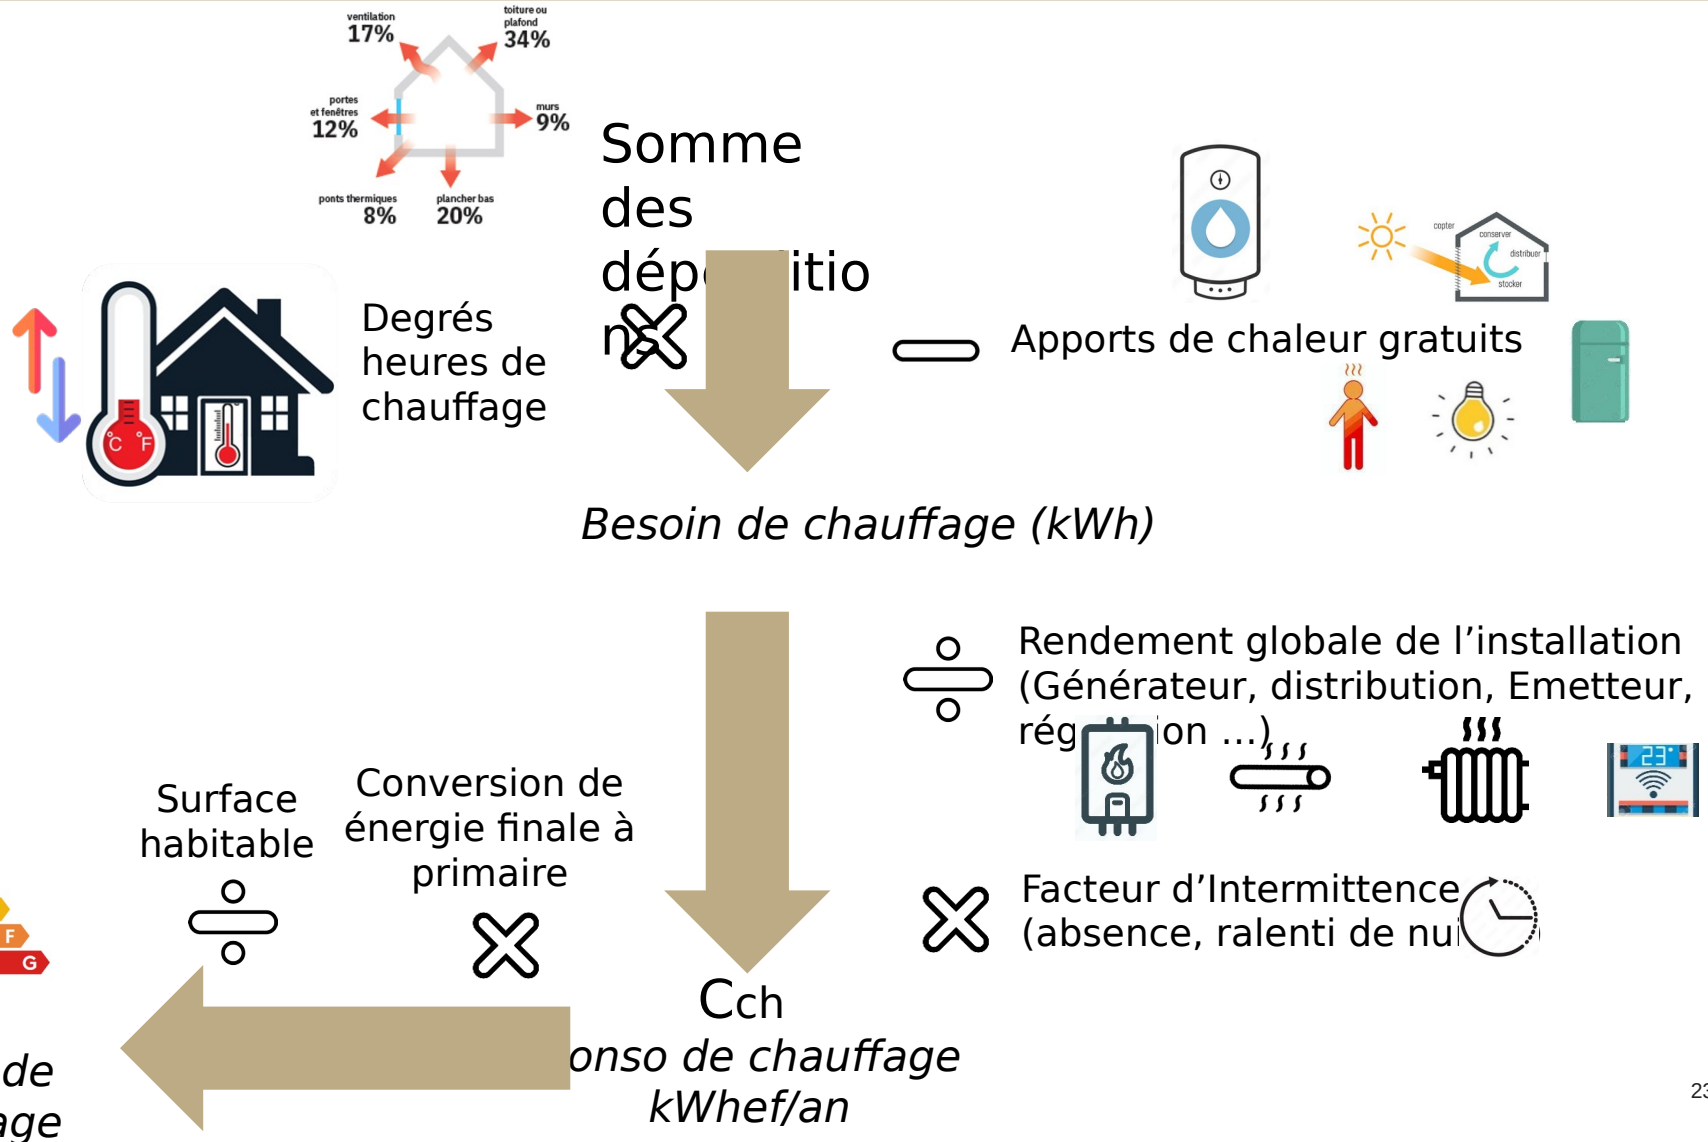 ventilation
17%
toiture ou
plafond
34%
portes
et fenêtres
12%
murs
9%
ponts thermiques
8%
plancher bas
20%
Somme
des
ns
Degrés
heures de
chauffage
°C °F
capter
conserver
distribuer
stocker
Apports de chaleur gratuits
Besoin de chauffage (kWh)
Rendement globale de l’installation
(Générateur, distribution, Emetteur,
...)
23°
Surface
habitable
Conversion de
énergie finale à
primaire
Facteur d’Intermittence
(absence, ralenti de
F
G
Cch
onso de chauffage
kWhef/an
de
age
23